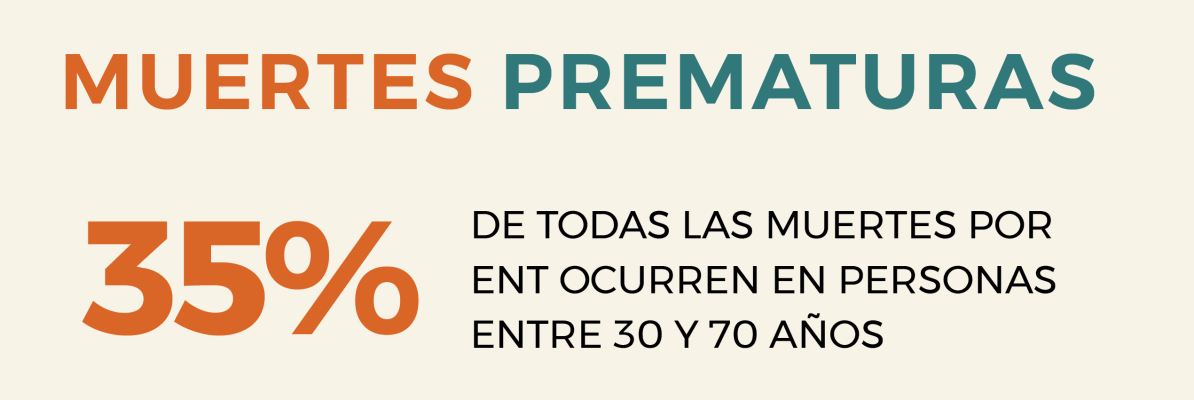 MUERTES PREMATURAS
35%
DE TODAS LAS MUERTES POR
ENT OCURREN EN PERSONAS
ENTRE 30 Y 70 AÑOS